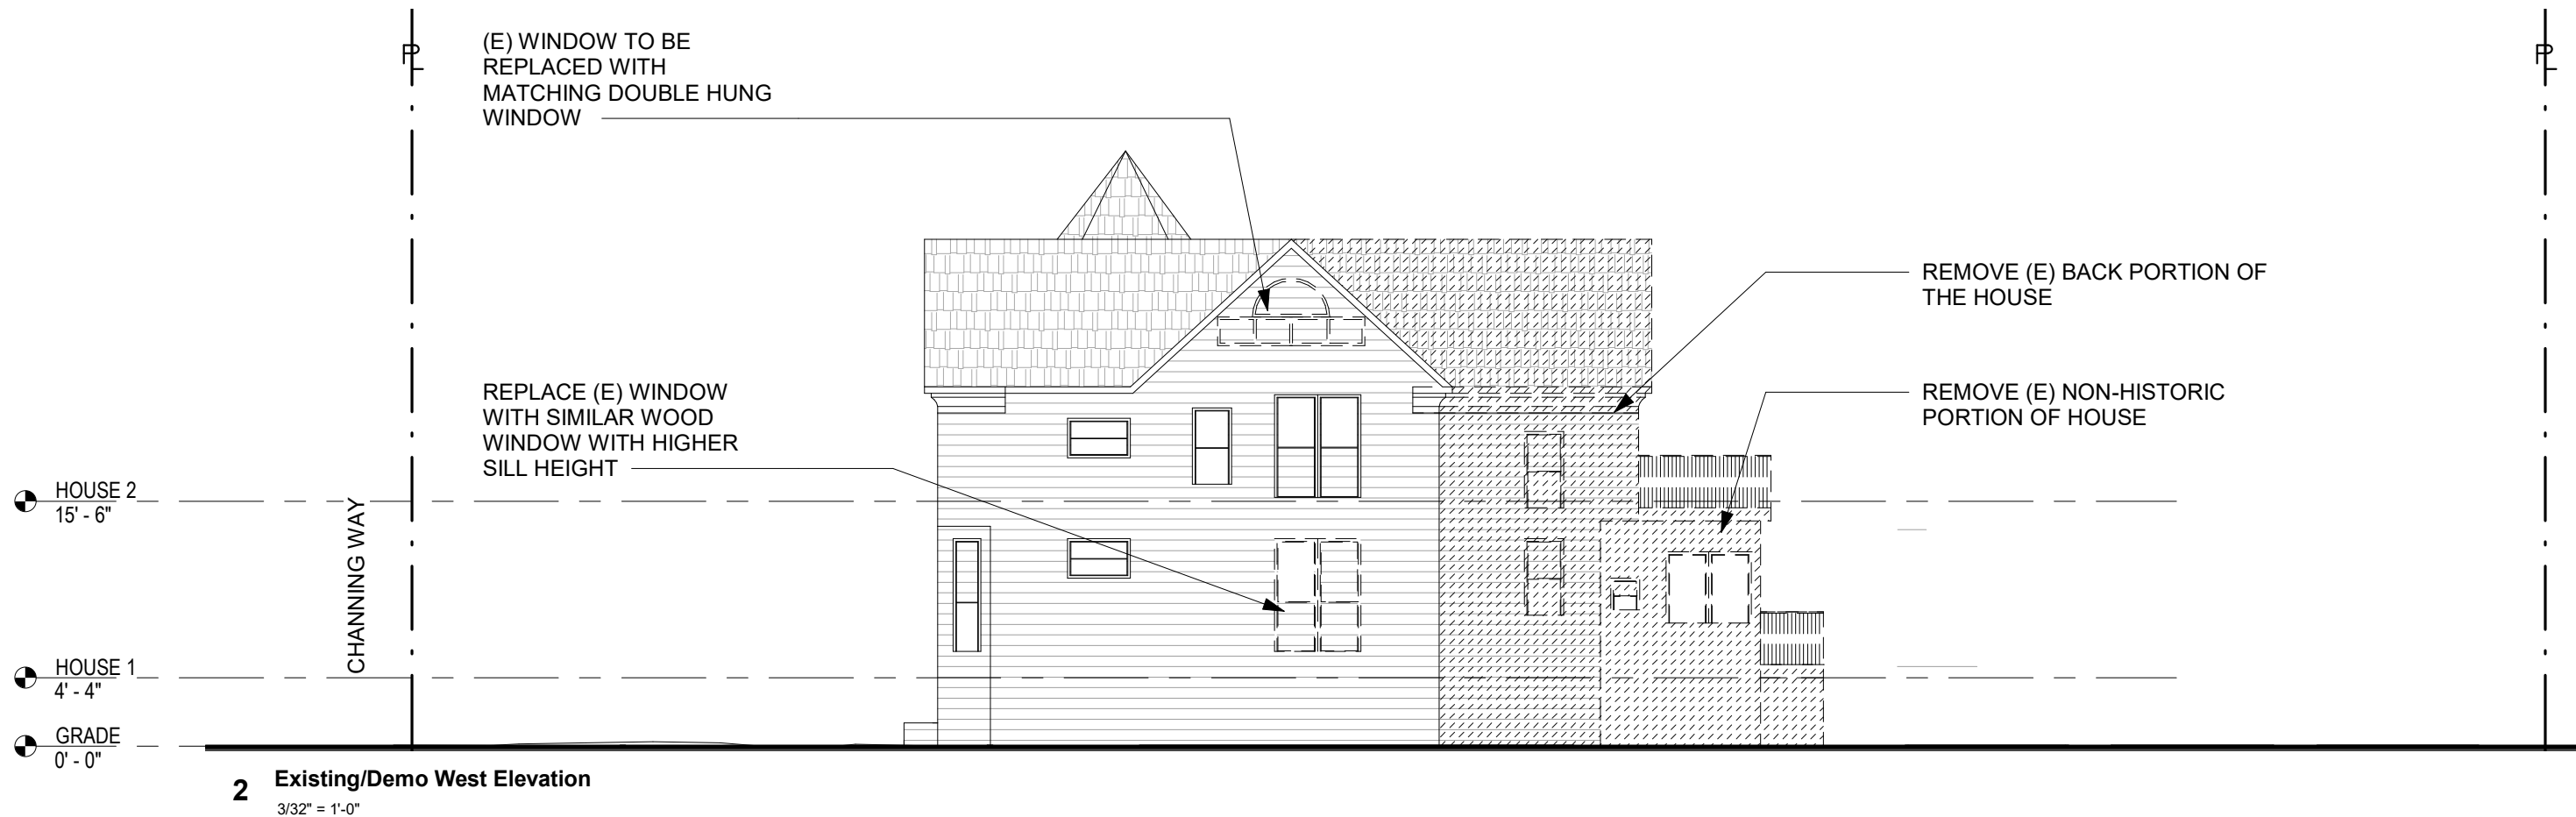 PL
PL
(E) WINDOW TO BE
REPLACED WITH
MATCHING DOUBLE HUNG
WINDOW
REMOVE (E) BACK PORTION OF
THE HOUSE
REPLACE (E) WINDOW
WITH SIMILAR WOOD
WINDOW WITH HIGHER
SILL HEIGHT
REMOVE (E) NON-HISTORIC
PORTION OF HOUSE
HOUSE 2
15' - 6"
CHANNING WAY
HOUSE 1
4' - 4"
GRADE
0' - 0"
2 Existing/Demo West Elevation
3/32" = 1'-0"